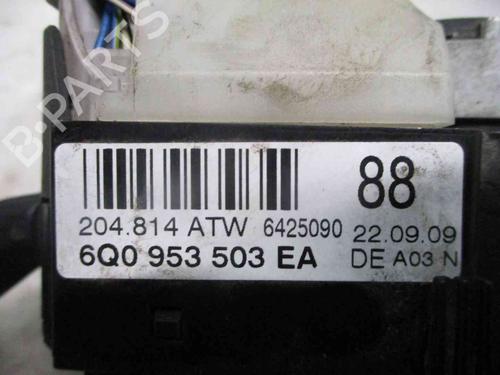 B-PARTS
88
204.814 ATW 6425090 22.09.09
6Q0 953 503 EA DE A03 N